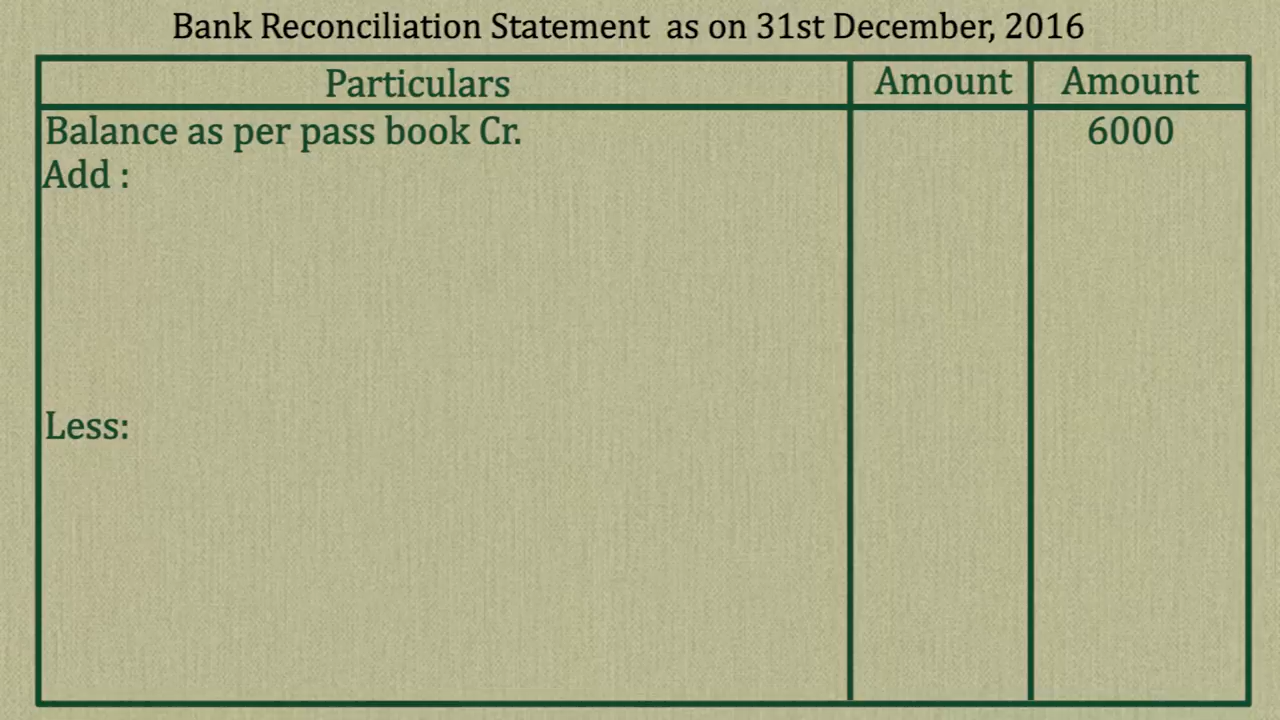 Bank Reconciliation Statement as on 31st December, 2016
Particulars Amount Amount
Balance as per pass book Cr. 6000
Add :
Less: